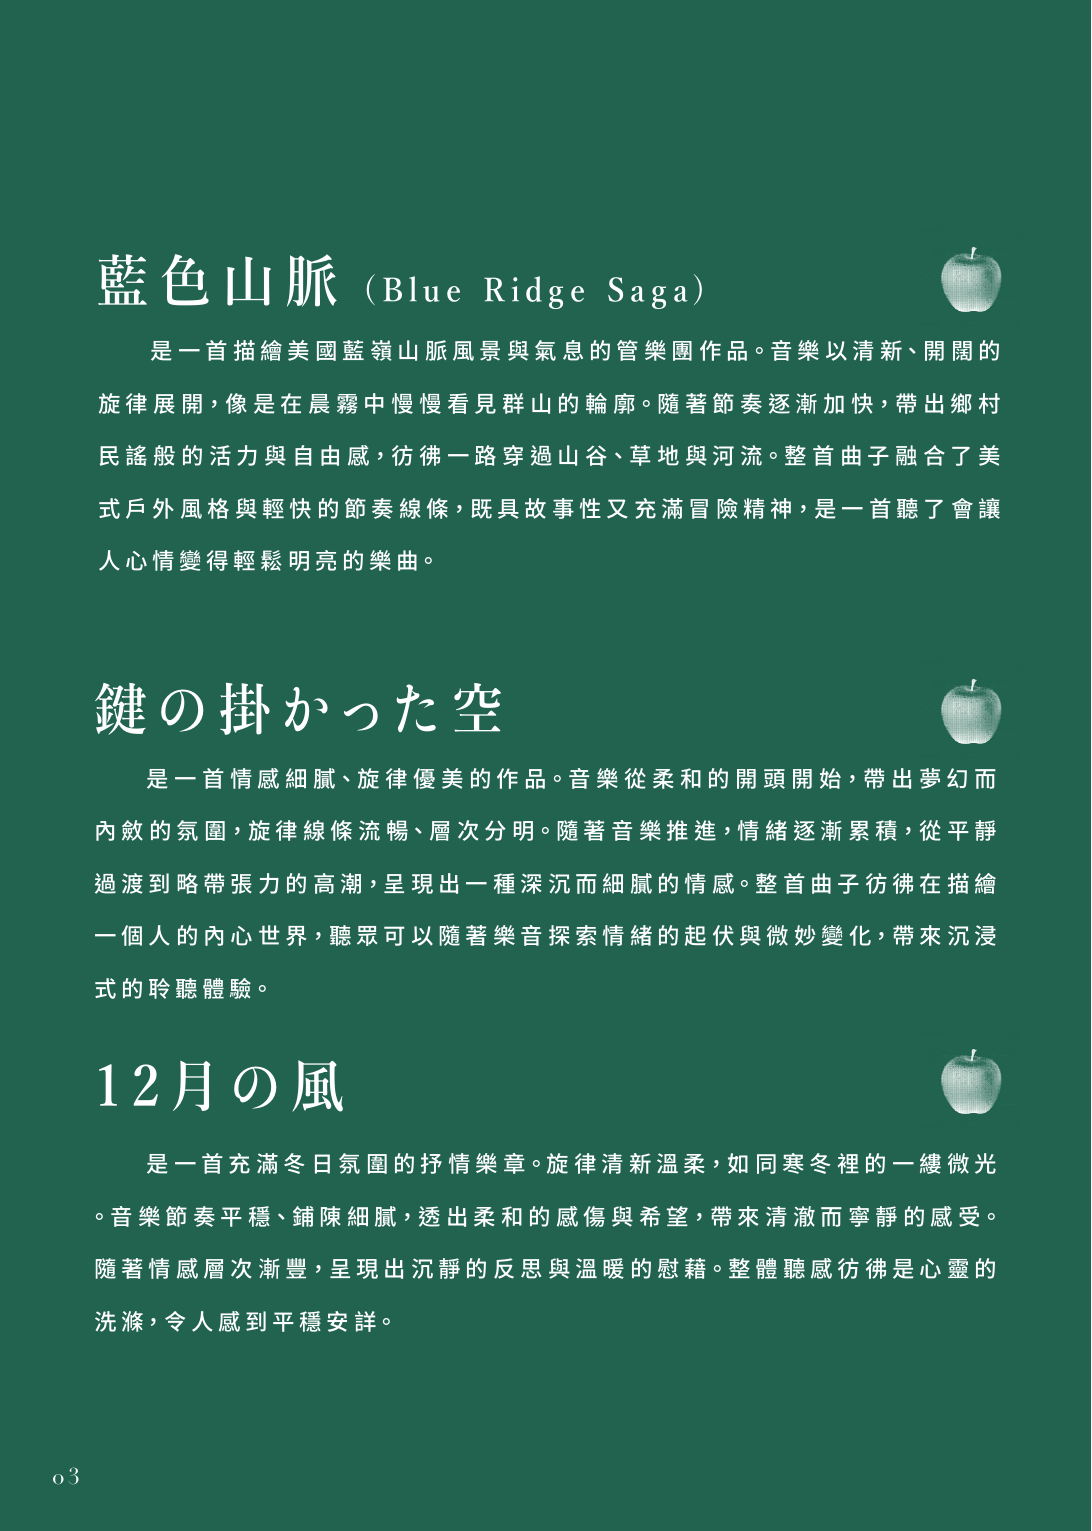 藍色山脈（Blue Ridge Saga）
是一首描繪美國藍嶺山脈風景與氣息的管樂團作品。音樂以清新、開闊的
旋律展開，像是在晨霧中慢慢看見群山的輪廓。隨著節奏逐漸加快，帶出鄉村
民謠般的活力與自由感，彷彿一路穿過山谷、草地與河流。整首曲子融合了美
式戶外風格與輕快的節奏線條，既具故事性又充滿冒險精神，是一首聽了會讓
人心情變得輕鬆明亮的樂曲。
鍵の掛かった空
是一首情感細膩、旋律優美的作品。音樂從柔和的開頭開始，帶出夢幻而
內斂的氛圍，旋律線條流暢、層次分明。隨著音樂推進，情緒逐漸累積，從平靜
過渡到略帶張力的高潮，呈現出一種深沉而細膩的情感。整首曲子彷彿在描繪
一個人的內心世界，聽眾可以隨著樂音探索情緒的起伏與微妙變化，帶來沉浸
式的聆聽體驗。
12月の風
是一首充滿冬日氛圍的抒情樂章。旋律清新溫柔，如同寒冬裡的一縷微光
。音樂節奏平穩、鋪陳細膩，透出柔和的感傷與希望，帶來清澈而寧靜的感受。
隨著情感層次漸豐，呈現出沉靜的反思與溫暖的慰藉。整體聽感彷彿是心靈的
洗滌，令人感到平穩安詳。
03